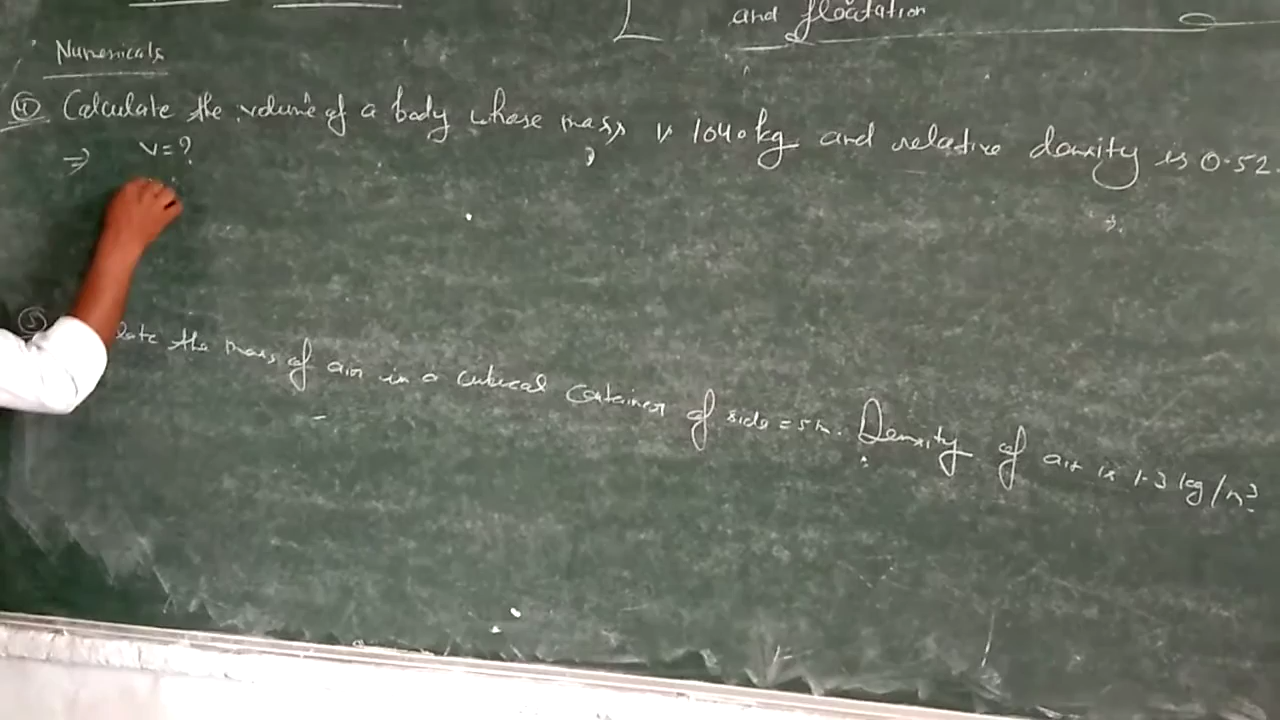 and floatation
Numericals
(4) Calculate the volume of a body whose mass is 1040 kg and relative density is 0.52.
⇒ V = ?
(5) late the mass of air in a cubical container of side = 5m. Density of air is 1.3 kg/m³